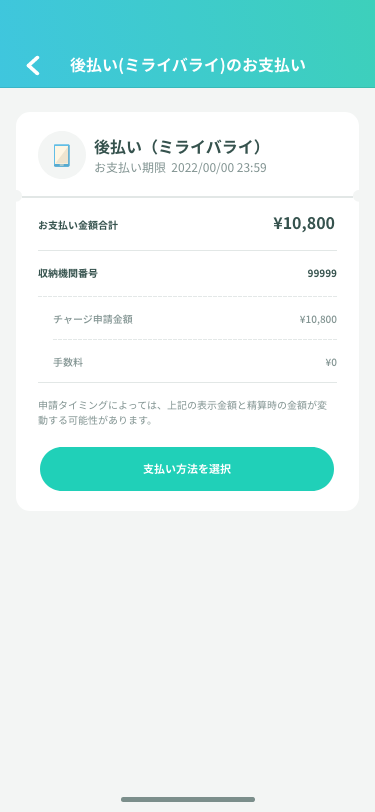 後払い(ミライバライ)のお支払い
後払い（ミライバライ）
お支払い期限 2022/00/00 23:59
お支払い金額合計 ¥10,800
収納機関番号 99999
チャージ申請金額 ¥10,800
手数料 ¥0
申請タイミングによっては、上記の表示金額と精算時の金額が変
動する可能性があります。
支払い方法を選択